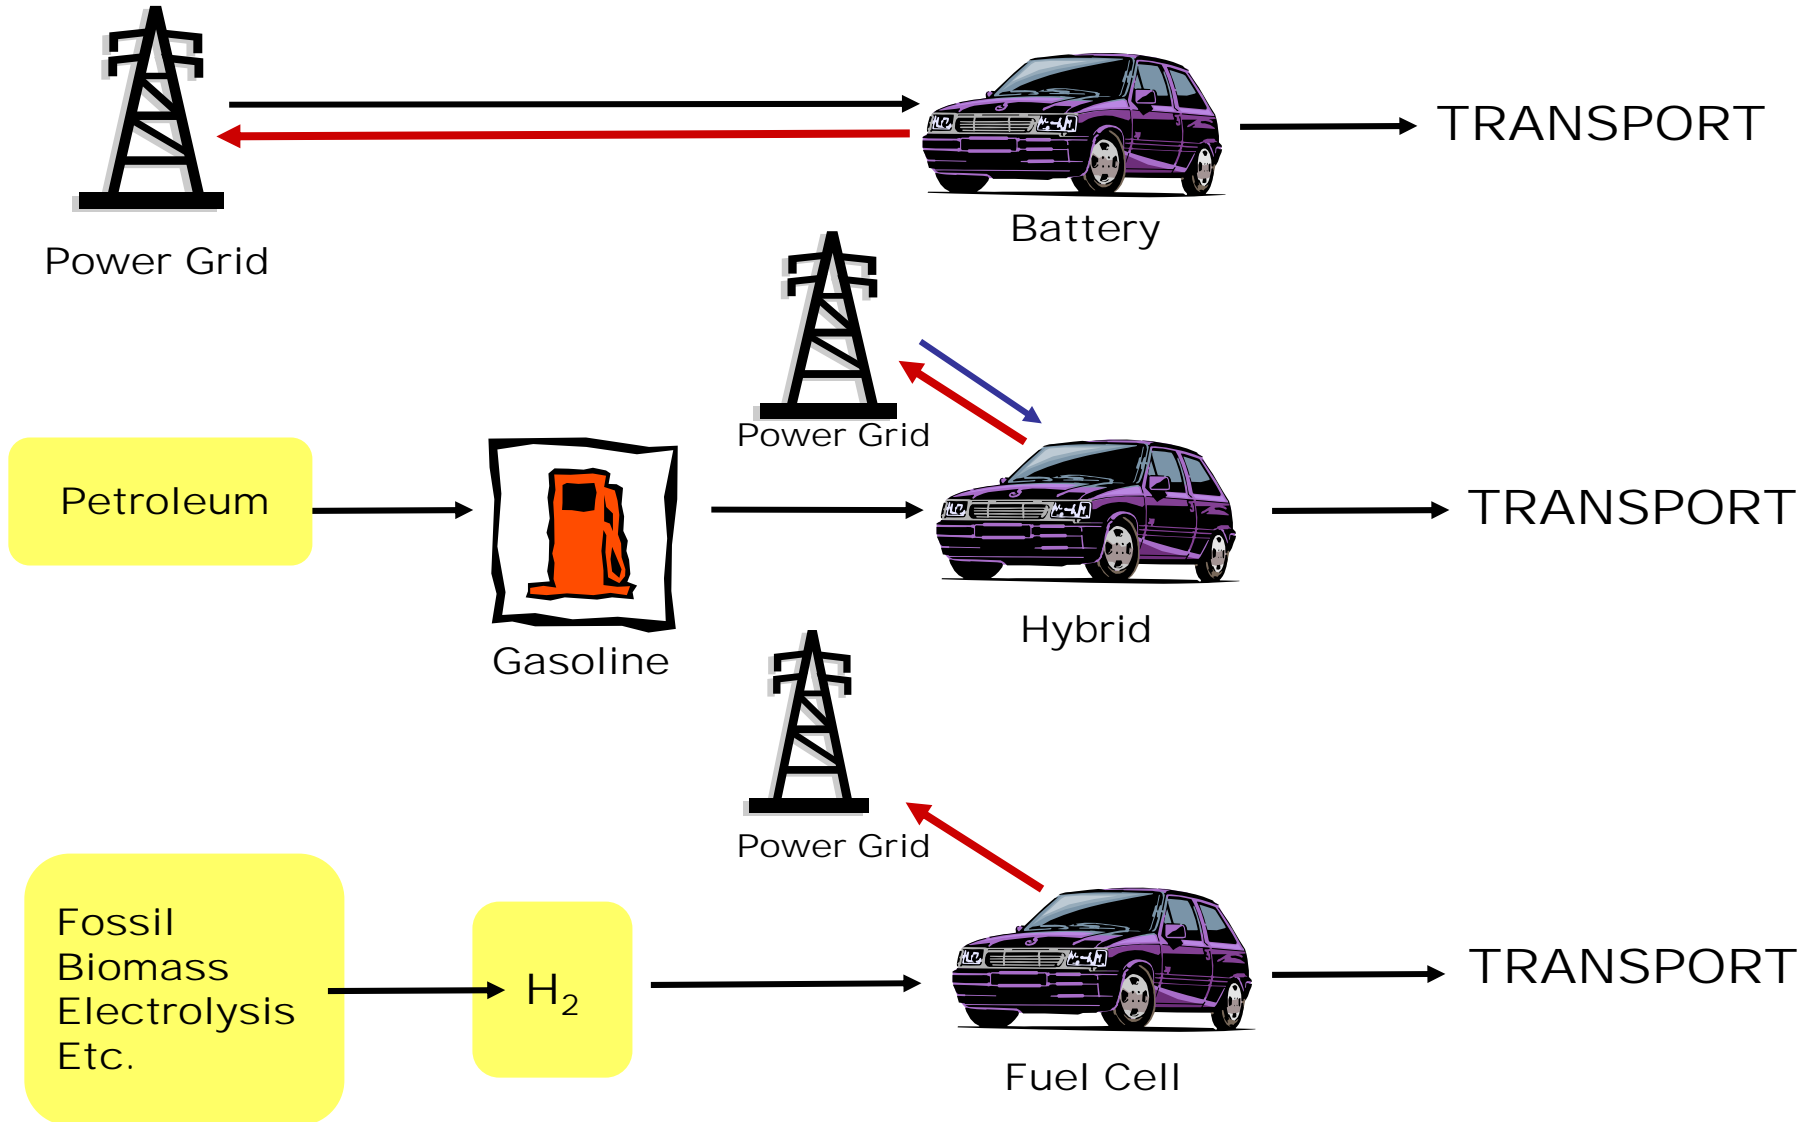 TRANSPORT
Battery
Power Grid
Power Grid
Petroleum
TRANSPORT
Hybrid
Gasoline
Power Grid
Fossil
Biomass
Electrolysis
Etc.
H₂
TRANSPORT
Fuel Cell